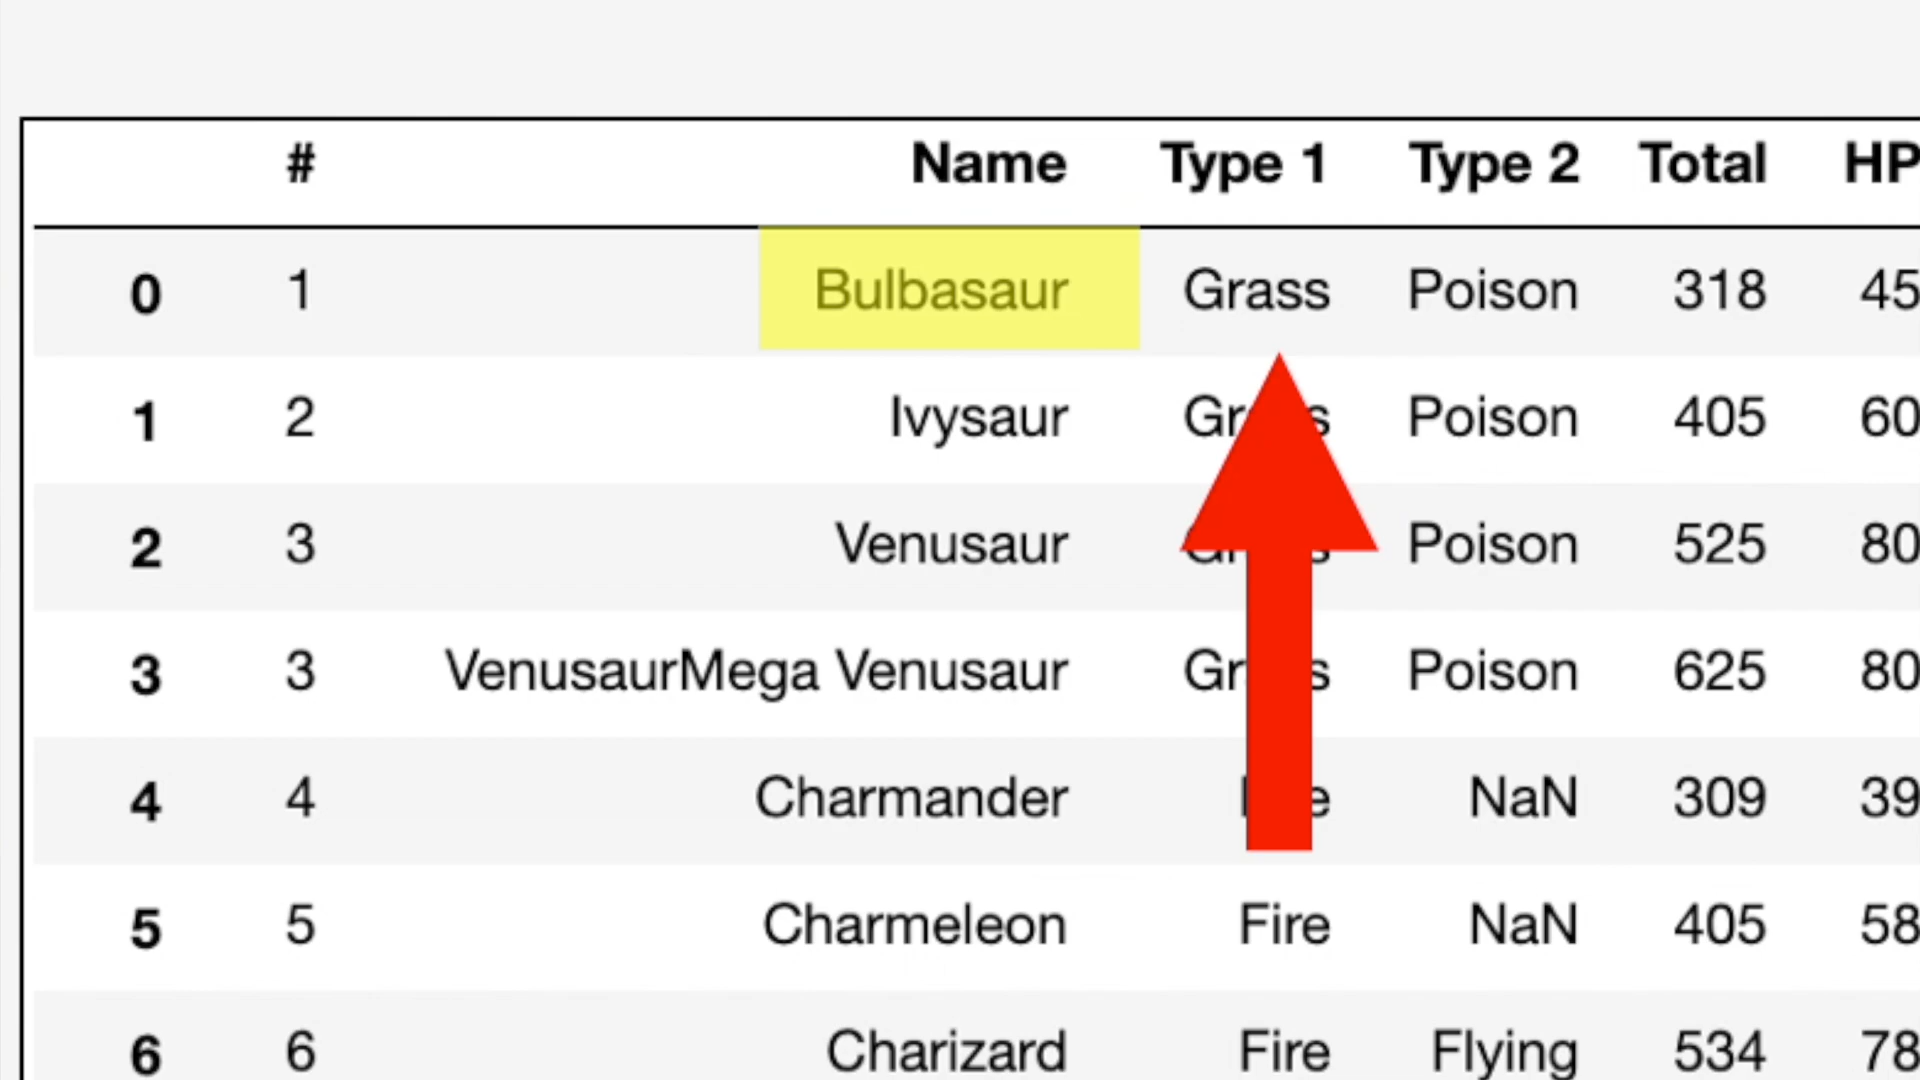 # Name Type 1 Type 2 Total HP
0 1 Bulbasaur Grass Poison 318 45
1 2 Ivysaur Poison 405 60
2 3 Venusaur Poison 525 80
3 3 VenusaurMega Venusaur Poison 625 80
4 4 Charmander NaN 309 39
5 5 Charmeleon Fire NaN 405 58
6 6 Charizard Fire Flying 534 78